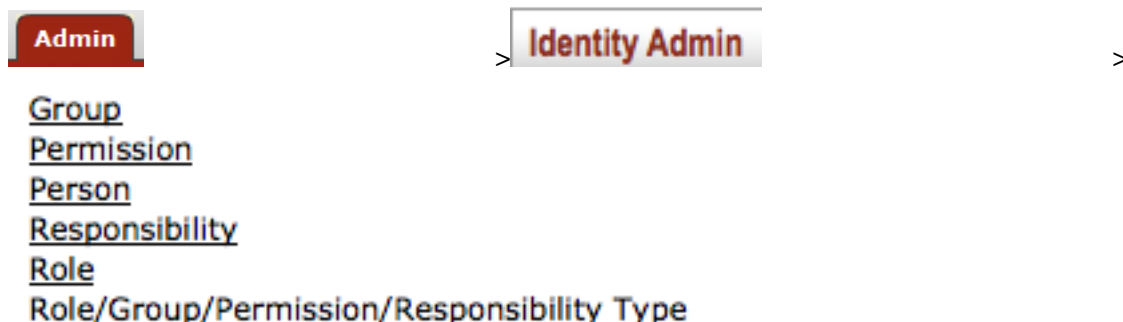 Admin > Identity Admin >
Group
Permission
Person
Responsibility
Role
Role/Group/Permission/Responsibility Type